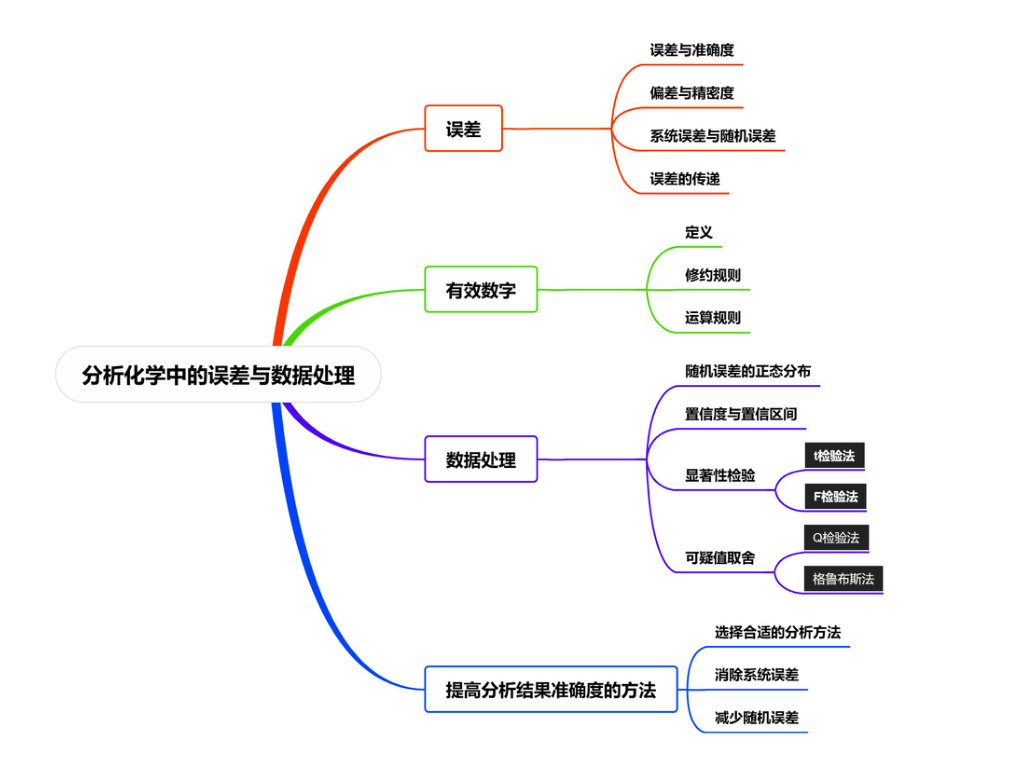 分析化学中的误差与数据处理
误差
误差与准确度
偏差与精密度
系统误差与随机误差
误差的传递
有效数字
定义
修约规则
运算规则
数据处理
随机误差的正态分布
置信度与置信区间
显著性检验
t检验法
F检验法
可疑值取舍
Q检验法
格鲁布斯法
提高分析结果准确度的方法
选择合适的分析方法
消除系统误差
减少随机误差